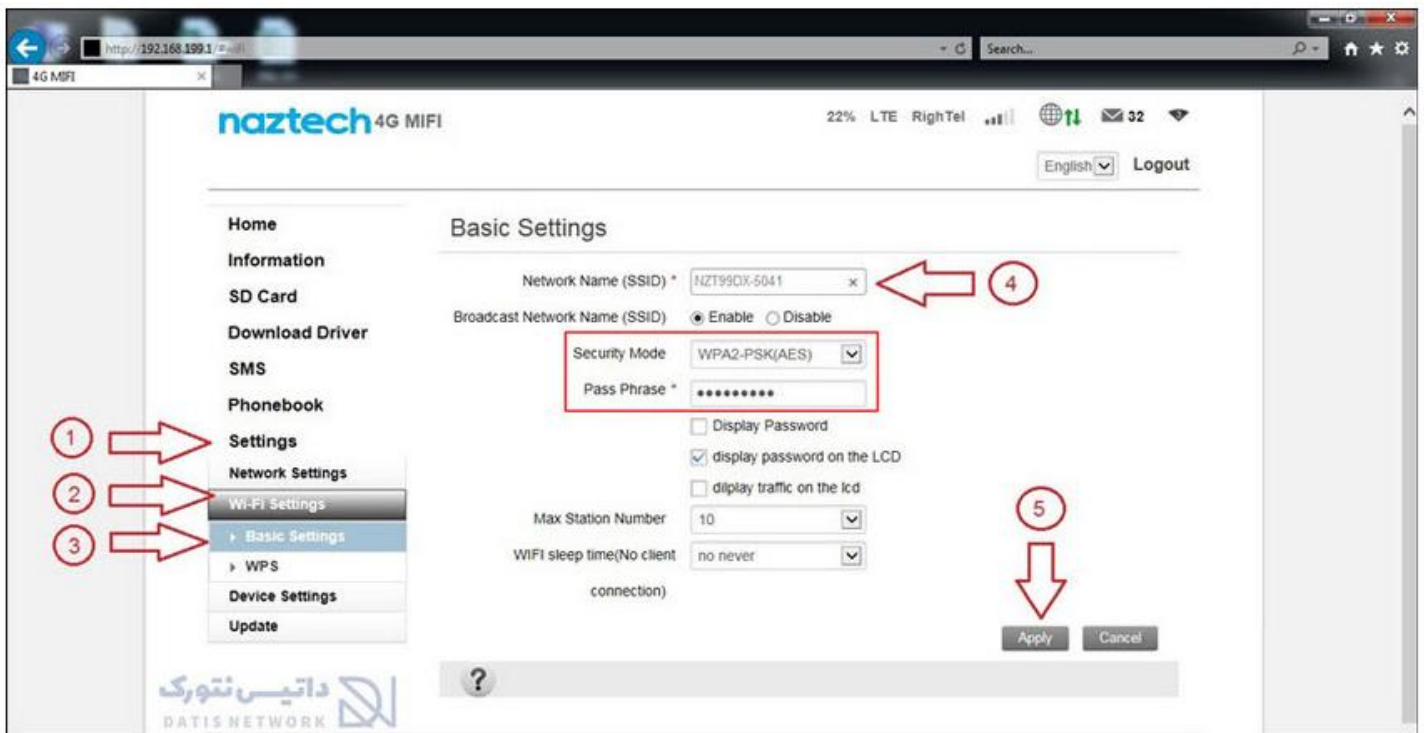 http://192.168.199.1/#wifi
Search...
4G MIFI
naztech 4G MIFI
22% LTE RighTel 32
English Logout
Home
Information
SD Card
Download Driver
SMS
Phonebook
1
Settings
Network Settings
2
Wi-Fi Settings
3
Basic Settings
WPS
Device Settings
Update
Basic Settings
Network Name (SSID) * NZT99DX-5041 x
4
Broadcast Network Name (SSID) Enable Disable
Security Mode WPA2-PSK(AES)
Pass Phrase * •••••••••
Display Password
display password on the LCD
dilplay traffic on the lcd
Max Station Number 10
5
WIFI sleep time(No client no never
connection)
Apply Cancel
?
داتیس نتورک
DATIS NETWORK